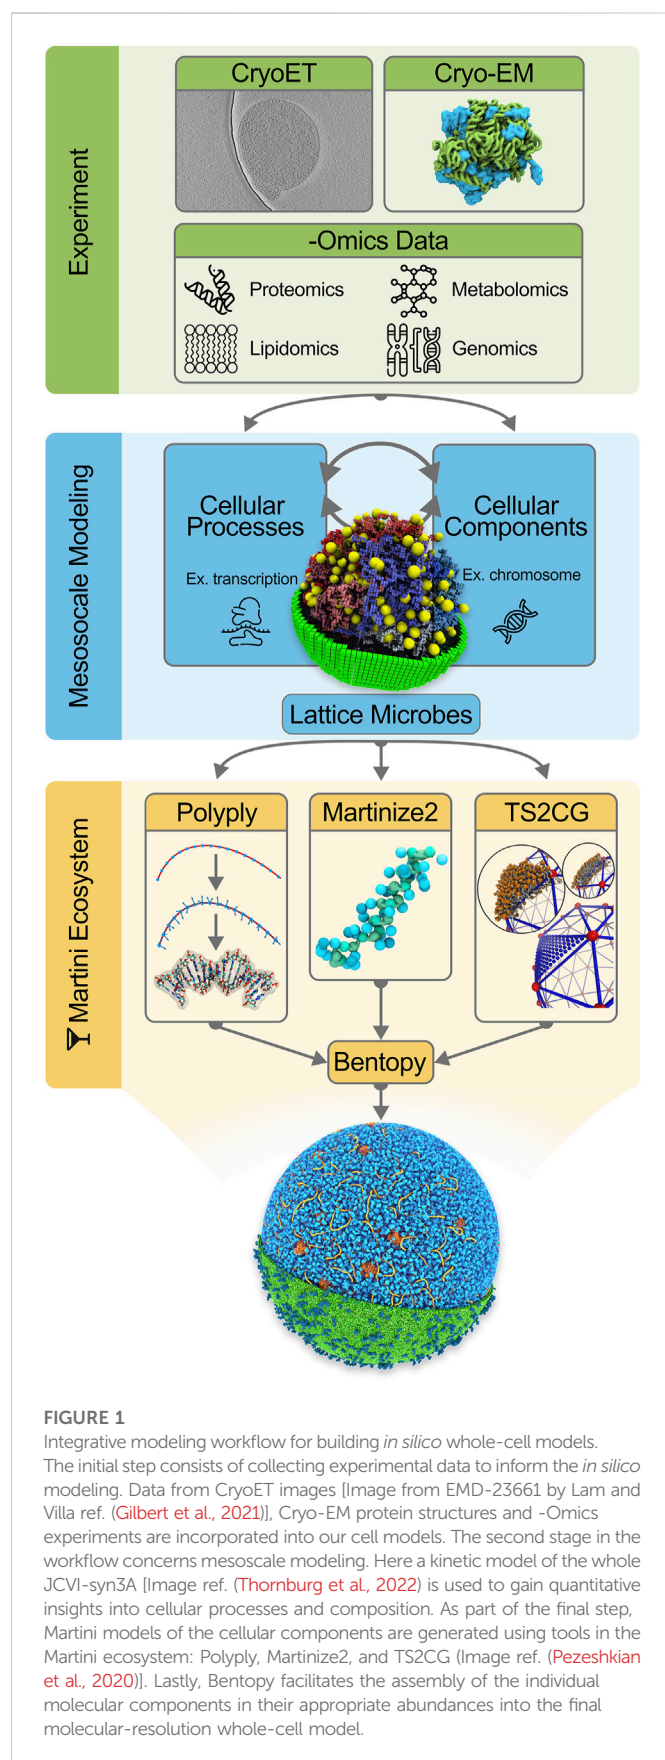 Experiment
CryoET
Cryo-EM
-Omics Data
Proteomics
Metabolomics
Lipidomics
Genomics
Mesosocale Modeling
Cellular
Processes
Ex. transcription
Cellular
Components
Ex. chromosome
Lattice Microbes
Martini Ecosystem
Polyply
Martinize2
TS2CG
Bentopy
FIGURE 1
Integrative modeling workflow for building in silico whole-cell models.
The initial step consists of collecting experimental data to inform the in silico
modeling. Data from CryoET images [Image from EMD-23661 by Lam and
Villa ref. (Gilbert et al., 2021)], Cryo-EM protein structures and -Omics
experiments are incorporated into our cell models. The second stage in the
workflow concerns mesoscale modeling. Here a kinetic model of the whole
JCVI-syn3A [Image ref. (Thornburg et al., 2022) is used to gain quantitative
insights into cellular processes and composition. As part of the final step,
Martini models of the cellular components are generated using tools in the
Martini ecosystem: Polyply, Martinize2, and TS2CG (Image ref. (Pezeshkian
et al., 2020)]. Lastly, Bentopy facilitates the assembly of the individual
molecular components in their appropriate abundances into the final
molecular-resolution whole-cell model.